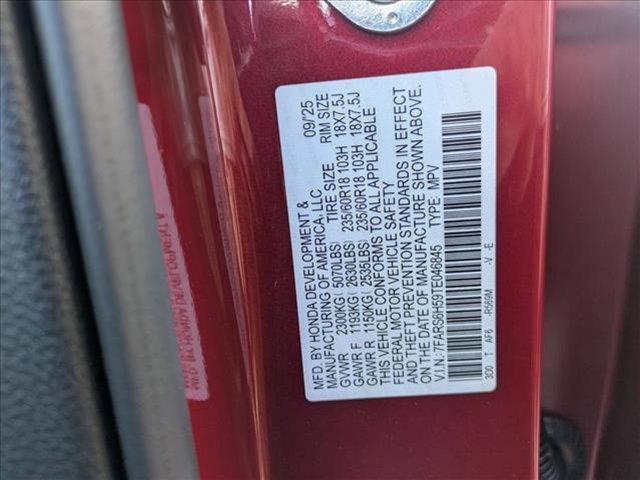 MFD. BY HONDA DEVELOPMENT & 09/25
MANUFACTURING OF AMERICA, LLC
TIRE SIZE RIM SIZE
GVWR 2300KG( 5070LBS)
GAWR F 1193KG( 2630LBS) 235/60R18 103H 18X7.5J
GAWR R 1150KG( 2535LBS) 235/60R18 103H 18X7.5J
THIS VEHICLE CONFORMS TO ALL APPLICABLE
FEDERAL MOTOR VEHICLE SAFETY
AND THEFT PREVENTION STANDARDS IN EFFECT
ON THE DATE OF MANUFACTURE SHOWN ABOVE.
V.I.N.:7FARS6H59TE046845 TYPE: MPV
3D0 T AF6 -R569M -V -E